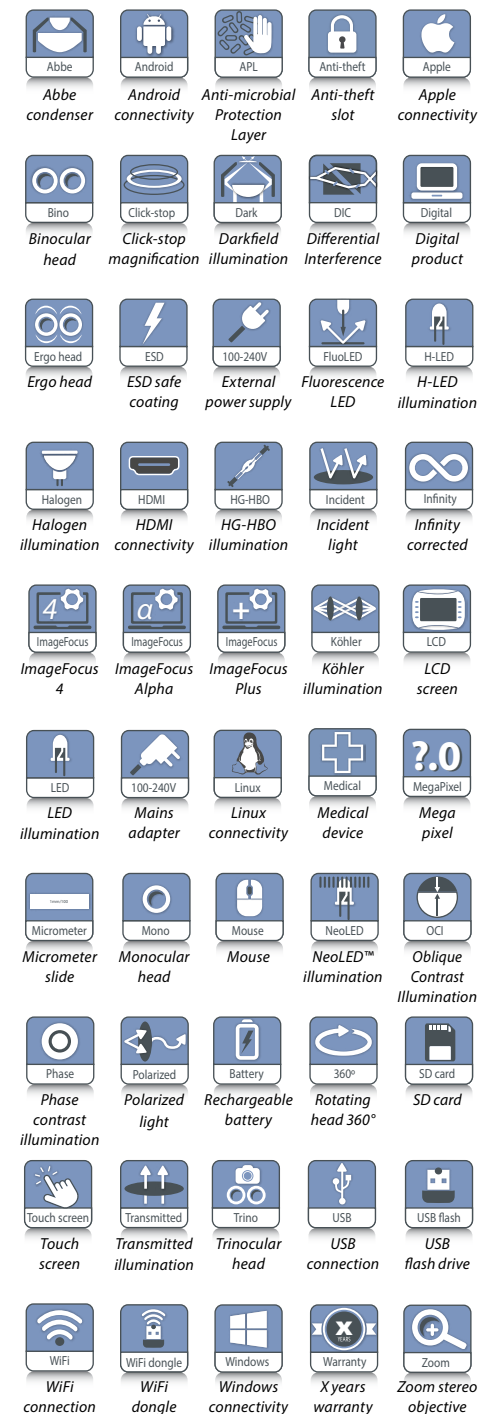 Abbe Android APL Anti-theft Apple
Abbe Android Anti-microbial Anti-theft Apple
condenser connectivity Protection slot connectivity
Layer
Bino Click-stop Dark DIC Digital
Binocular Click-stop Darkfield Differential Digital
head magnification illumination Interference product
Ergo head ESD 100-240V FluoLED H-LED
Ergo head ESD safe External Fluorescence H-LED
coating power supply LED illumination
Halogen HDMI HG-HBO Incident Infinity
Halogen HDMI HG-HBO Incident Infinity
illumination connectivity illumination light corrected
4 α +
ImageFocus ImageFocus ImageFocus Köhler LCD
ImageFocus ImageFocus ImageFocus Köhler LCD
4 Alpha Plus illumination screen
?.0
LED 100-240V Linux Medical MegaPixel
LED Mains Linux Medical Mega
illumination adapter connectivity device pixel
Micrometer Mono Mouse NeoLED OCI
Micrometer Monocular Mouse NeoLED™ Oblique
slide head illumination Contrast
Illumination
Phase Polarized Battery 360º SD card
Phase Polarized Rechargeable Rotating SD card
contrast light battery head 360°
illumination
Touch screen Transmitted Trino USB USB flash
Touch Transmitted Trinocular USB USB
screen illumination head connection flash drive
X
YEARS
WiFi WiFi dongle Windows Warranty Zoom
WiFi WiFi Windows X years Zoom stereo
connection dongle connectivity warranty objective